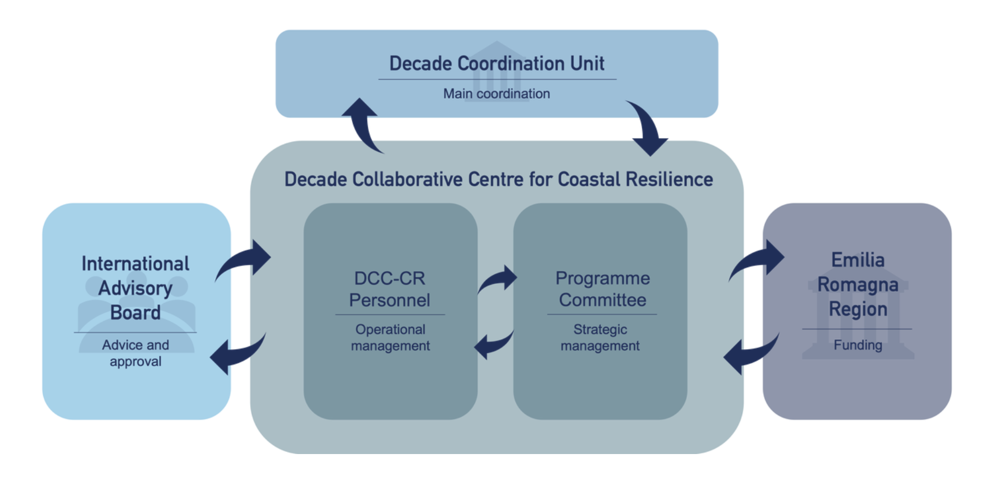 Decade Coordination Unit
Main coordination
Decade Collaborative Centre for Coastal Resilience
International
Advisory
Board
Advice and
approval
DCC-CR
Personnel
Operational
management
Programme
Committee
Strategic
management
Emilia
Romagna
Region
Funding